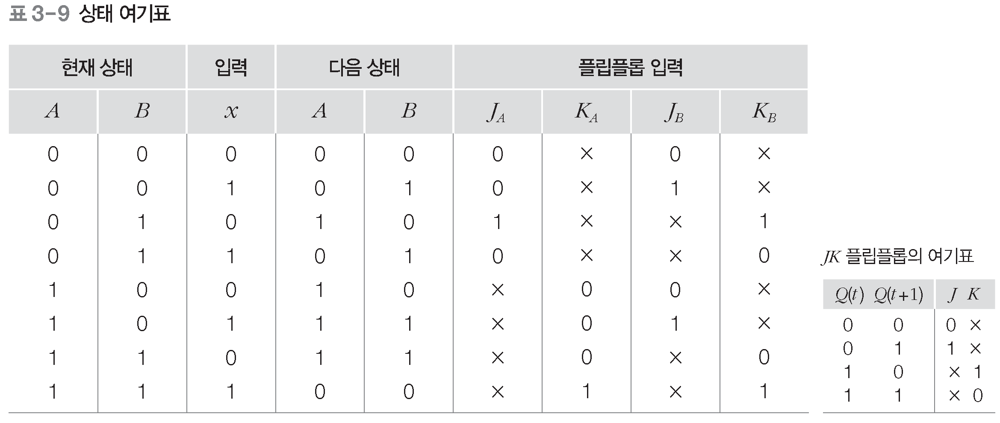 표 3-9 상태 여기표
현재 상태 입력 다음 상태 플립플롭 입력
A B x A B J_A K_A J_B K_B
0 0 0 0 0 0 × 0 ×
0 0 1 0 1 0 × 1 ×
0 1 0 1 0 1 × × 1
0 1 1 0 1 0 × × 0
1 0 0 1 0 × 0 0 ×
1 0 1 1 1 × 0 1 ×
1 1 0 1 1 × 0 × 0
1 1 1 0 0 × 1 × 1
JK 플립플롭의 여기표
Q(t) Q(t+1) J K
0 0 0 ×
0 1 1 ×
1 0 × 1
1 1 × 0